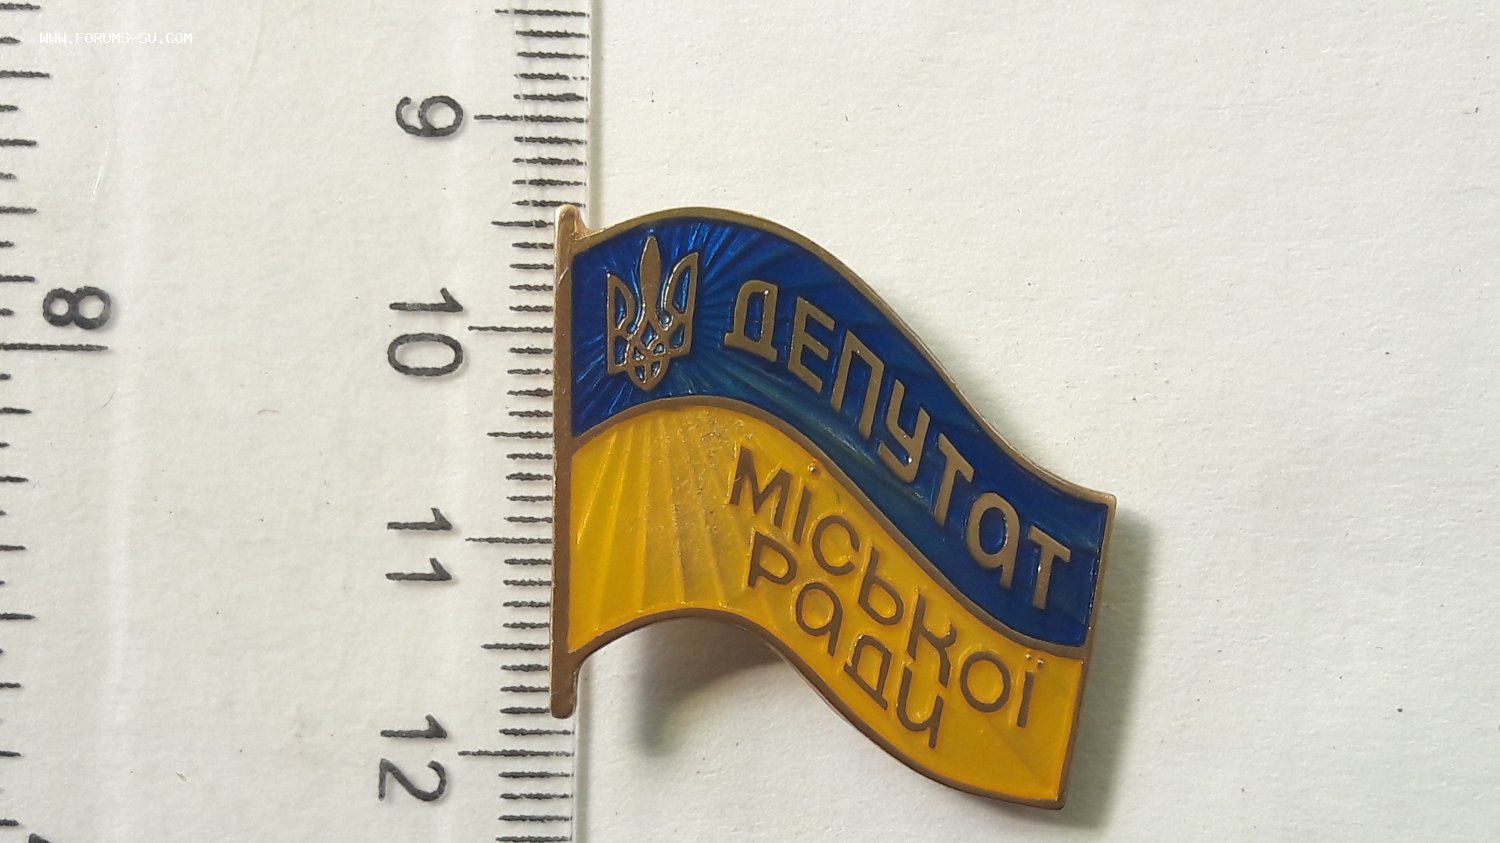 WWW.FORUMS-SU.COM
9
8
10
11
12
ДЕПУТАТ
МІСЬКОЇ
РАДИ